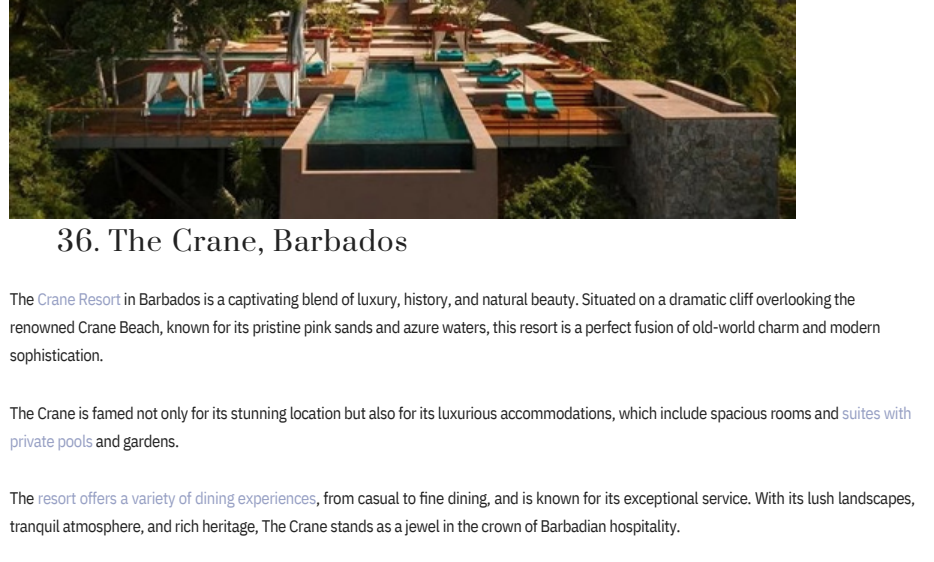 36. The Crane, Barbados
The Crane Resort in Barbados is a captivating blend of luxury, history, and natural beauty. Situated on a dramatic cliff overlooking the
renowned Crane Beach, known for its pristine pink sands and azure waters, this resort is a perfect fusion of old-world charm and modern
sophistication.
The Crane is famed not only for its stunning location but also for its luxurious accommodations, which include spacious rooms and suites with
private pools and gardens.
The resort offers a variety of dining experiences, from casual to fine dining, and is known for its exceptional service. With its lush landscapes,
tranquil atmosphere, and rich heritage, The Crane stands as a jewel in the crown of Barbadian hospitality.